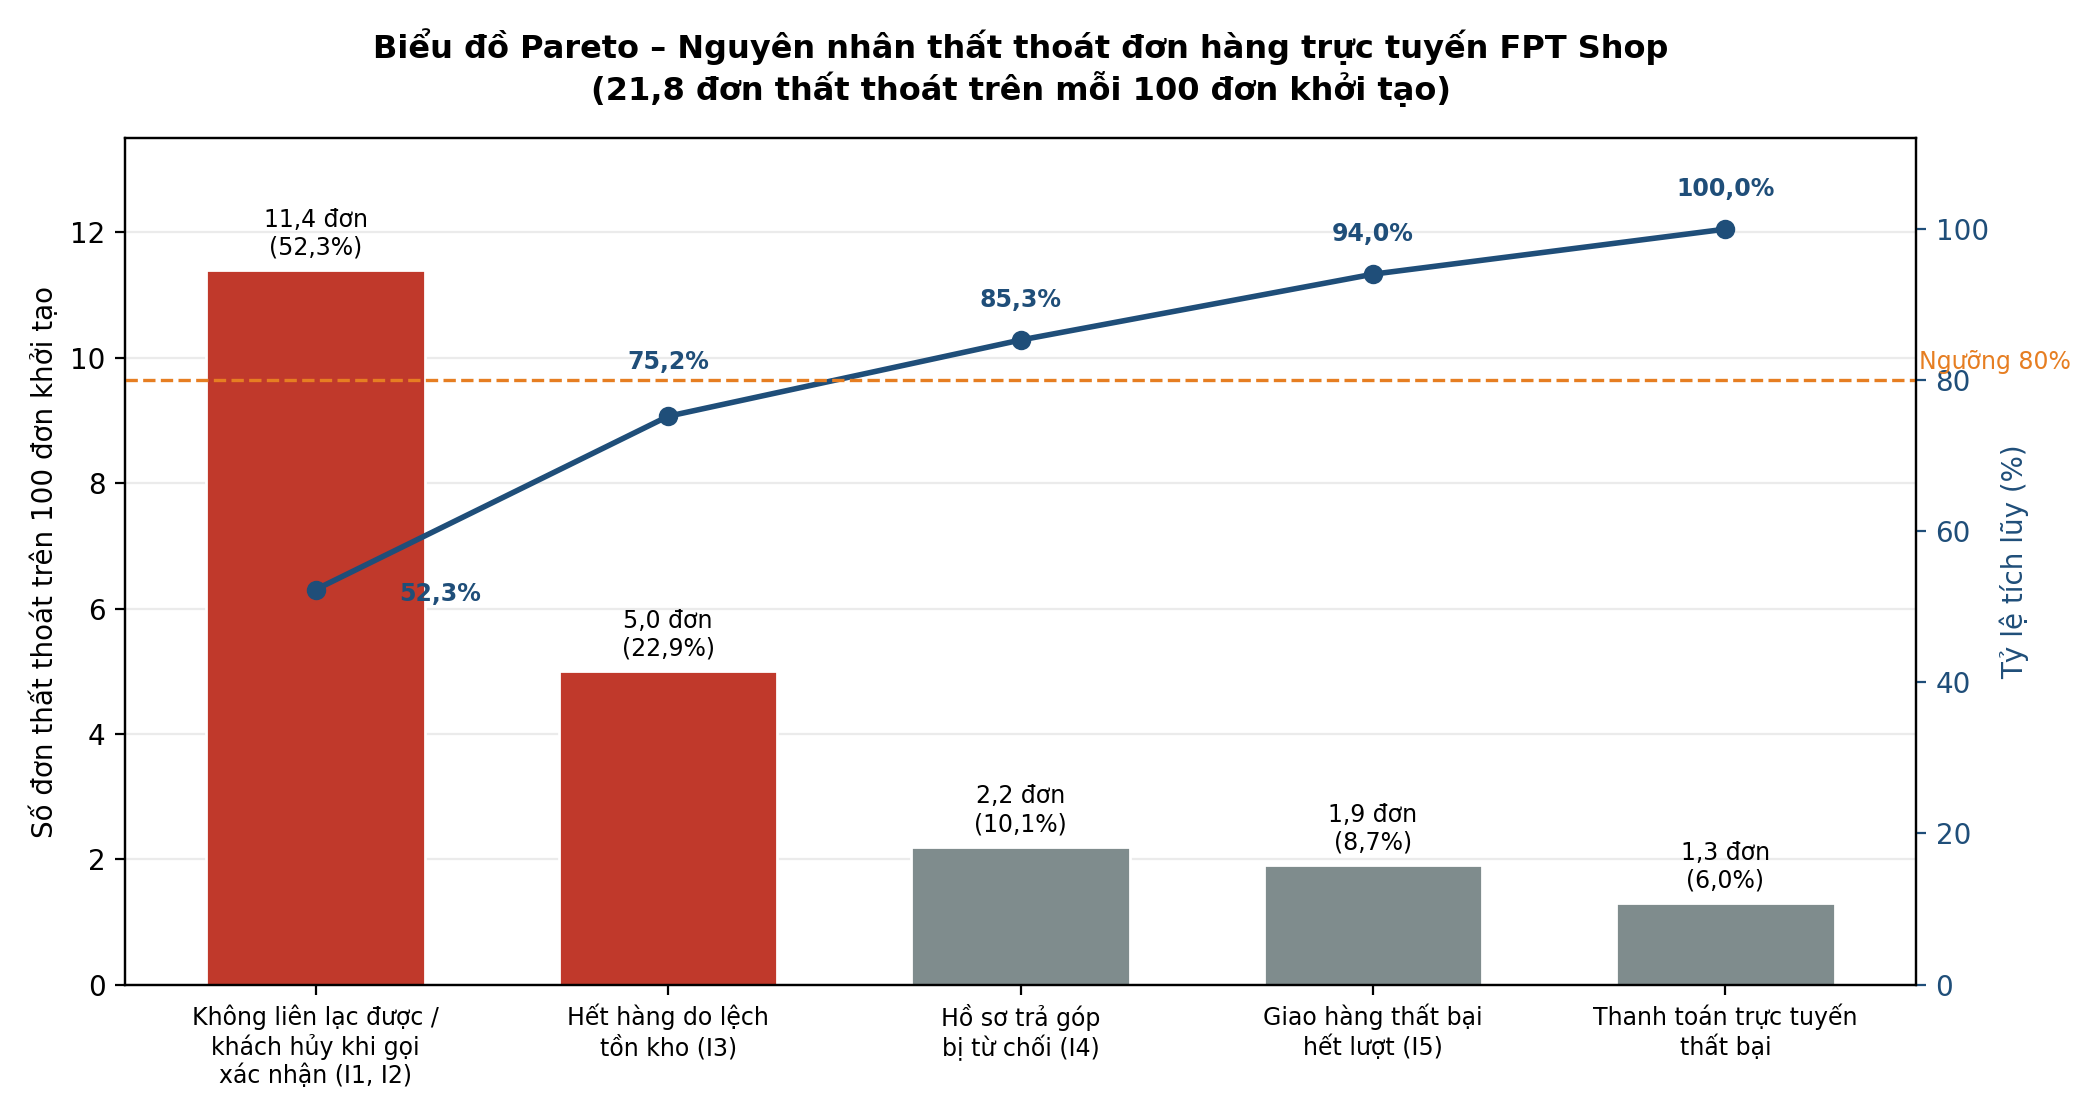 Biểu đồ Pareto – Nguyên nhân thất thoát đơn hàng trực tuyến FPT Shop
(21,8 đơn thất thoát trên mỗi 100 đơn khởi tạo)
Số đơn thất thoát trên 100 đơn khởi tạo
12
10
8
6
4
2
0
11,4 đơn
(52,3%)
52,3%
5,0 đơn
(22,9%)
75,2%
2,2 đơn
(10,1%)
85,3%
1,9 đơn
(8,7%)
94,0%
1,3 đơn
(6,0%)
100,0%
Ngưỡng 80%
100
80
60
40
20
0
Tỷ lệ tích lũy (%)
Không liên lạc được /
khách hủy khi gọi
xác nhận (I1, I2)
Hết hàng do lệch
tồn kho (I3)
Hồ sơ trả góp
bị từ chối (I4)
Giao hàng thất bại
hết lượt (I5)
Thanh toán trực tuyến
thất bại